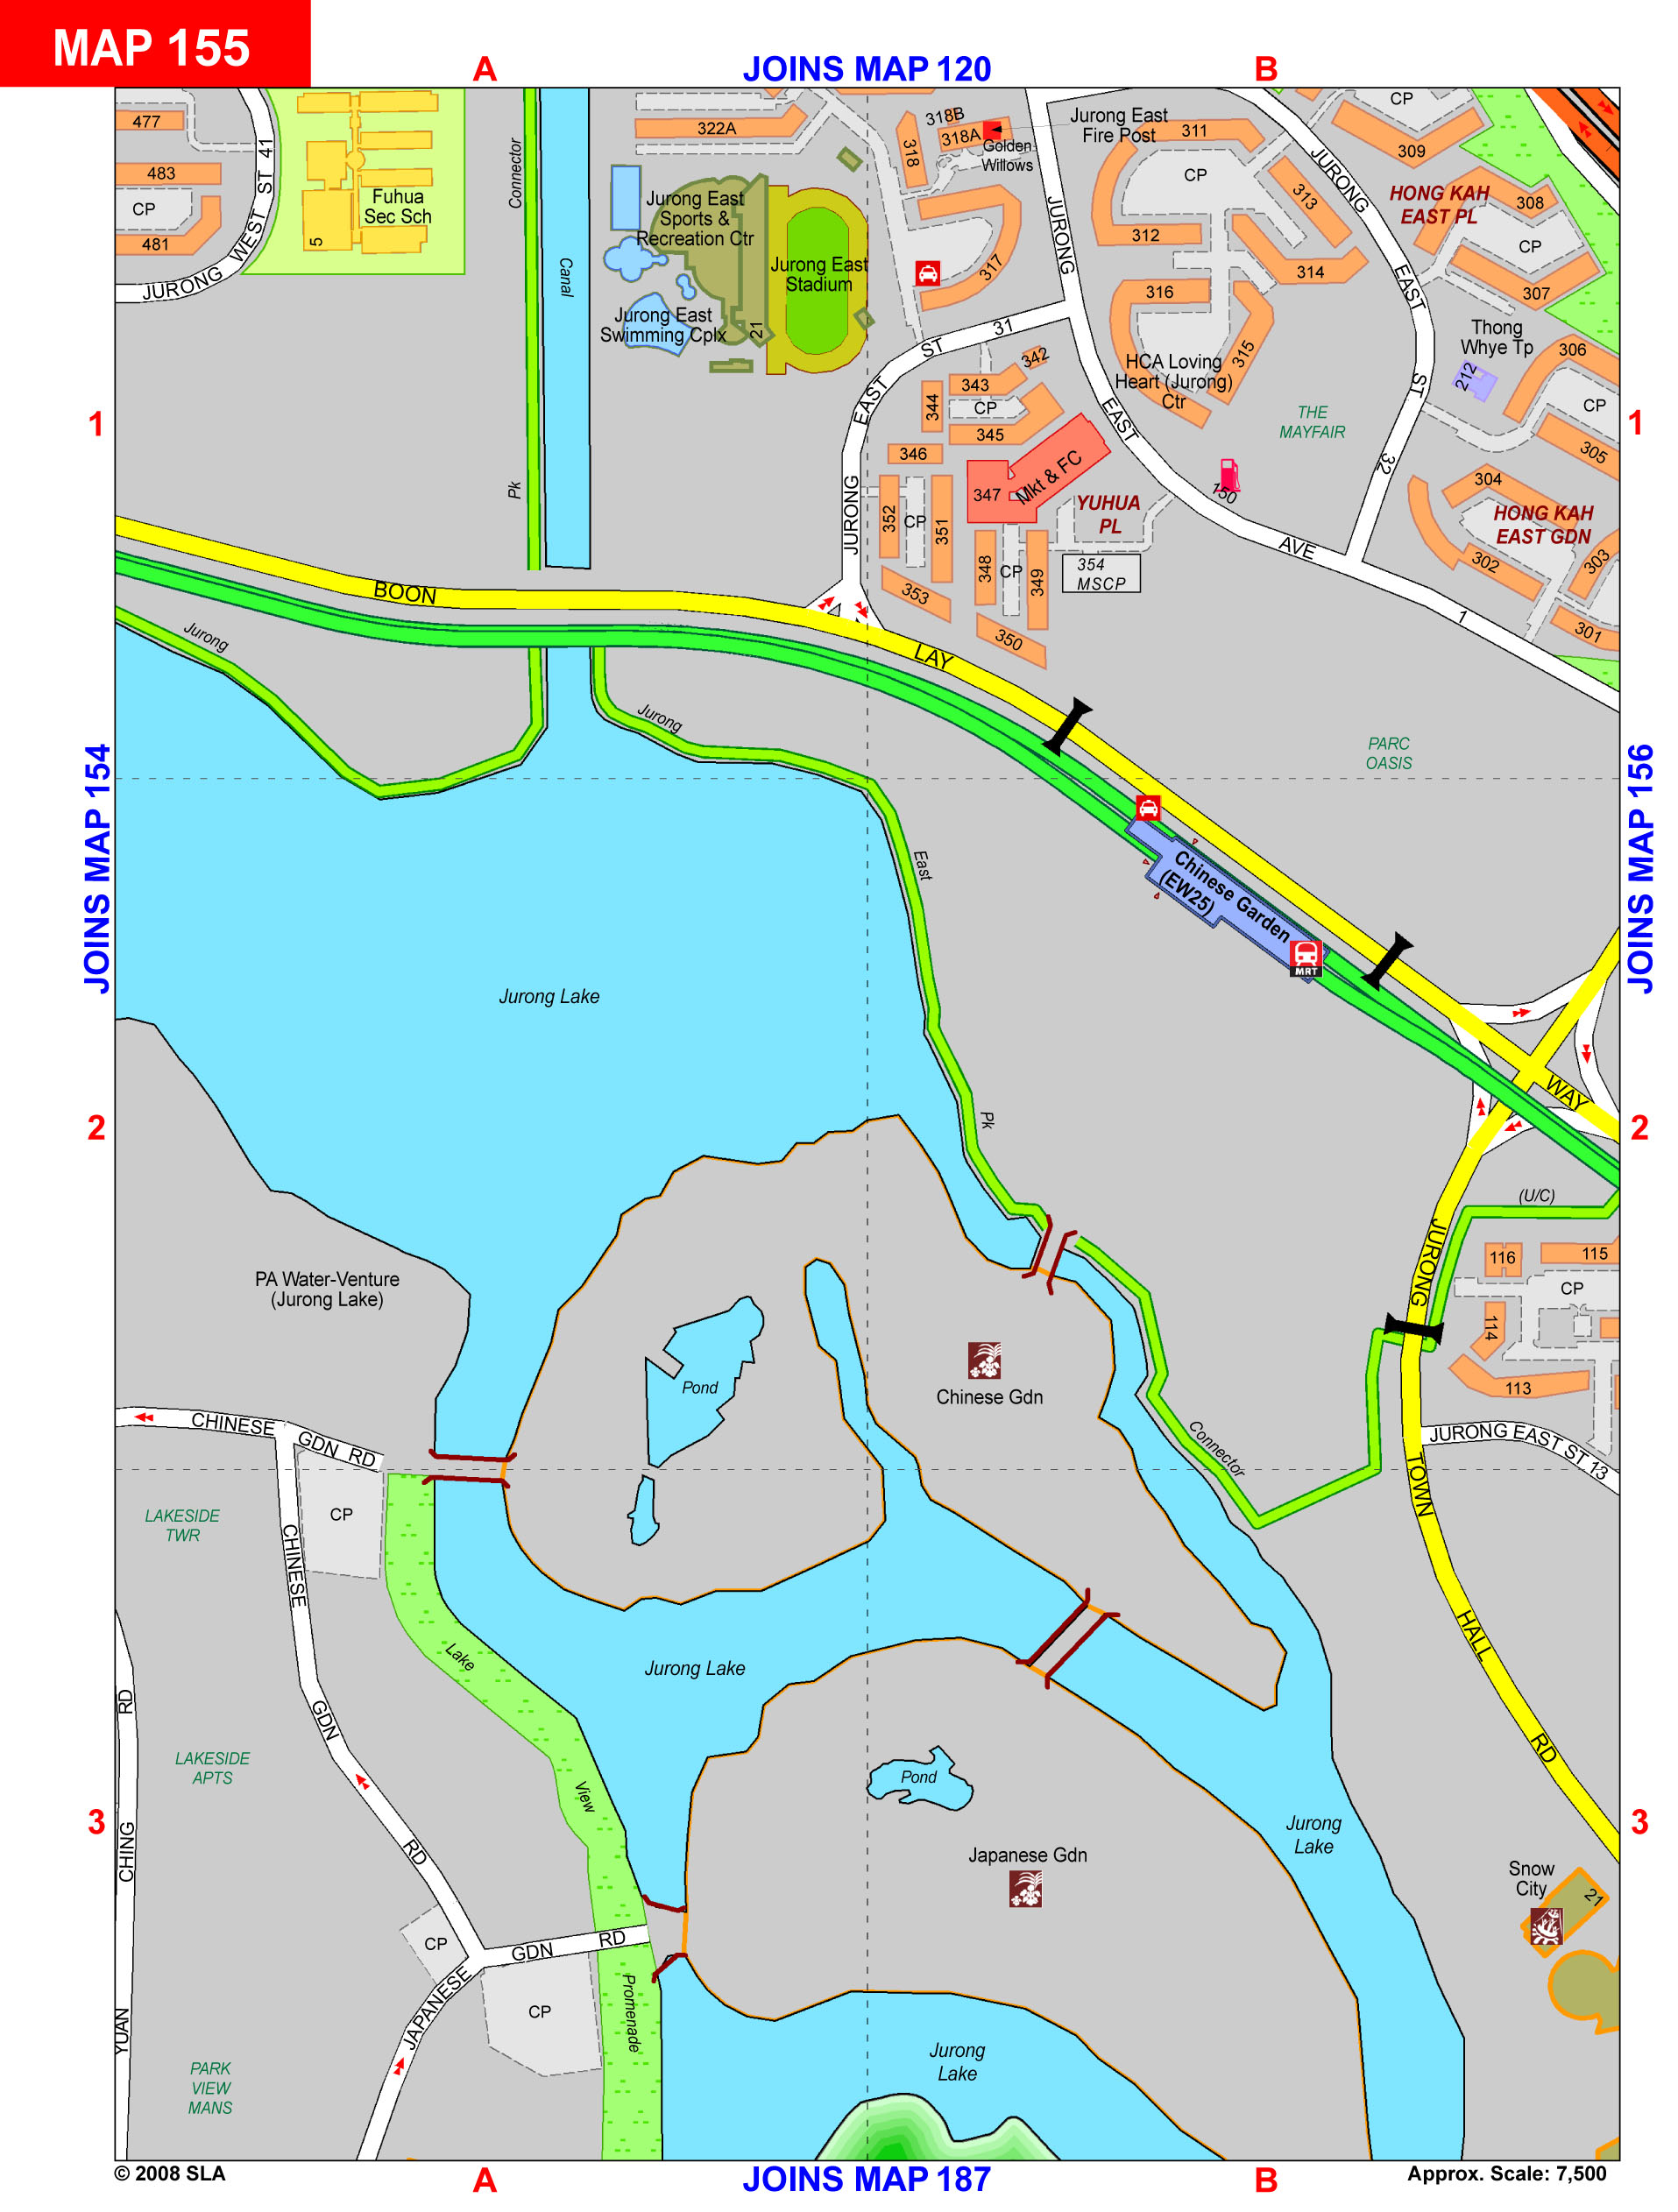 MAP 155
A
JOINS MAP 120
B
477
483
CP
481
JURONG WEST ST 41
5
Fuhua
Sec Sch
Connector
Pk
Canal
322A
Jurong East
Sports &
Recreation Ctr
Jurong East
Stadium
Jurong East
Swimming Cplx
21
318
318B
318A
Golden
Willows
Jurong East
Fire Post
317
311
CP
312
313
314
316
315
HCA Loving
Heart (Jurong)
Ctr
JURONG EAST AVE 1
JURONG EAST ST 32
CP
309
HONG KAH
EAST PL
308
CP
307
Thong
Whye Tp
212
306
CP
305
304
HONG KAH
EAST GDN
302
303
301
THE
MAYFAIR
150
JURONG EAST ST 31
342
343
CP
344
345
346
347
Mkt & FC
YUHUA
PL
352
CP
351
348
CP
349
354
MSCP
353
350
1
1
BOON LAY WAY
Jurong
Jurong
East
Pk
Connector
PARC
OASIS
JOINS MAP 154
JOINS MAP 156
Chinese Garden
(EW25)
MRT
Jurong Lake
2
2
(U/C)
PA Water-Venture
(Jurong Lake)
Pond
Chinese Gdn
116
115
CP
114
113
JURONG TOWN HALL RD
JURONG EAST ST 13
CHINESE GDN RD
CP
LAKESIDE
TWR
CHINESE GDN RD
Lake
View
Promenade
Jurong Lake
LAKESIDE
APTS
YUAN CHING RD
Pond
Japanese Gdn
Jurong
Lake
3
3
Snow
City
21
CP
JAPANESE GDN RD
CP
PARK
VIEW
MANS
Jurong
Lake
© 2008 SLA
A
JOINS MAP 187
B
Approx. Scale: 7,500